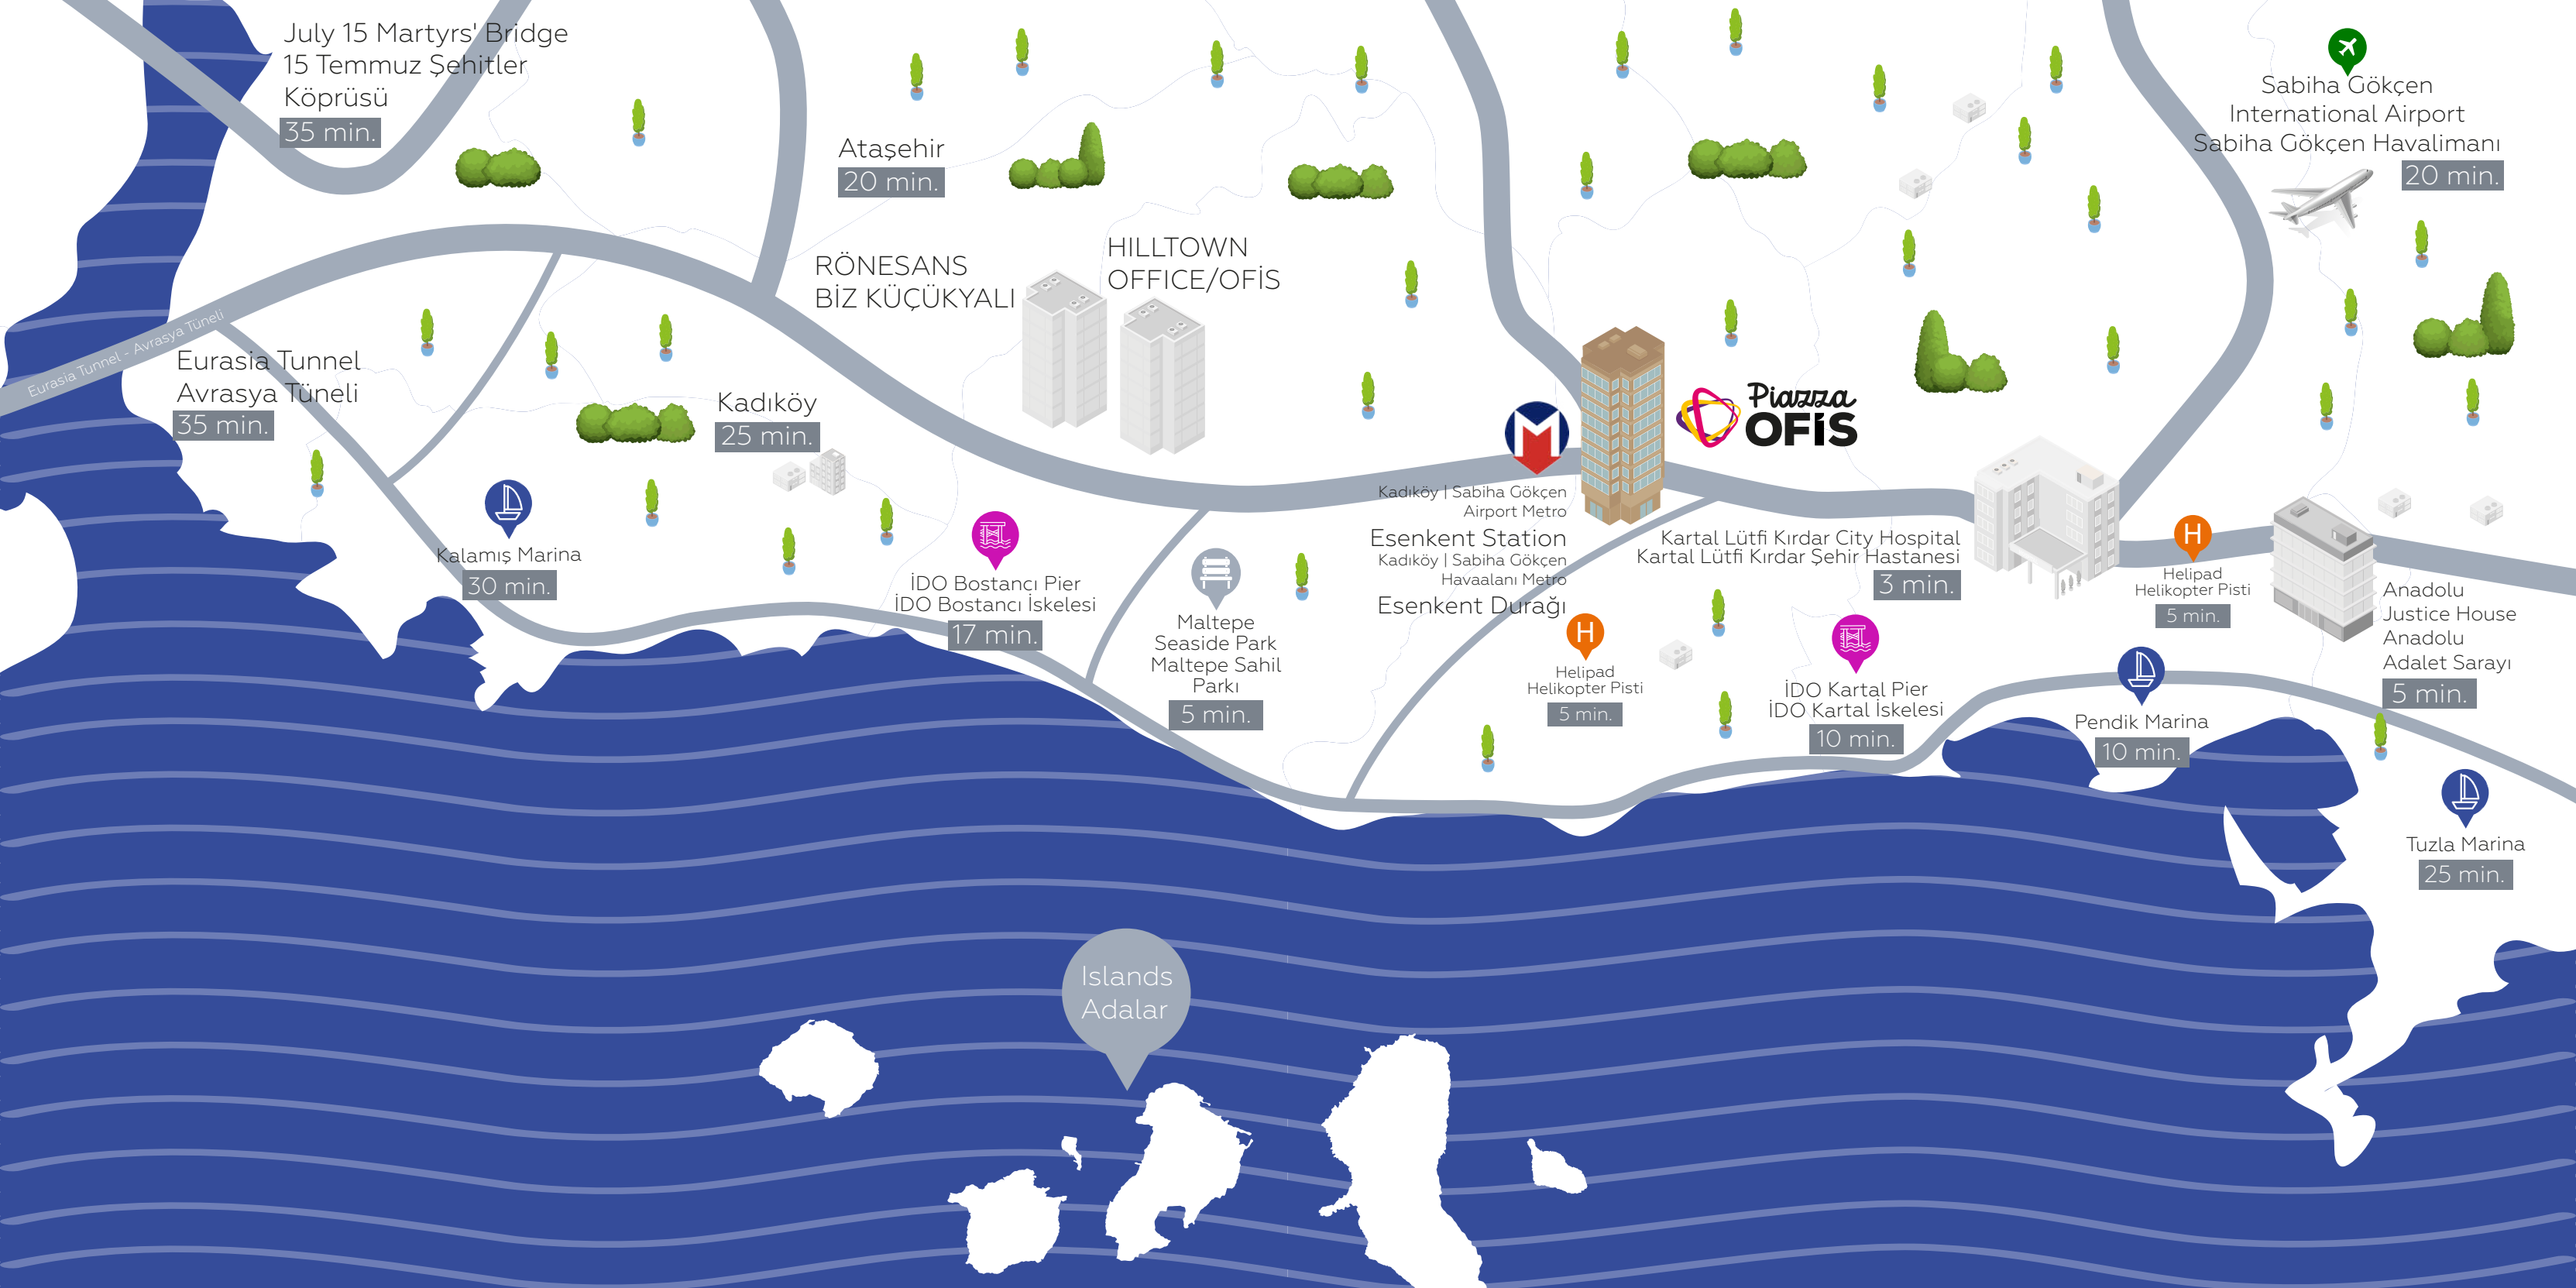 July 15 Martyrs' Bridge
15 Temmuz Şehitler
Köprüsü
35 min.
Ataşehir
20 min.
Sabiha Gökçen
International Airport
Sabiha Gökçen Havalimanı
20 min.
RÖNESANS
BİZ KÜÇÜKYALI
HILLTOWN
OFFICE/OFİS
Eurasia Tunnel - Avrasya Tüneli
Eurasia Tunnel
Avrasya Tüneli
35 min.
Kadıköy
25 min.
M
Piazza
OFİS
Kadıköy | Sabiha Gökçen
Airport Metro
Esenkent Station
Kadıköy | Sabiha Gökçen
Havaalanı Metro
Esenkent Durağı
Kartal Lütfi Kırdar City Hospital
Kartal Lütfi Kırdar Şehir Hastanesi
3 min.
H
Helipad
Helikopter Pisti
5 min.
Anadolu
Justice House
Anadolu
Adalet Sarayı
5 min.
Kalamış Marina
30 min.
İDO Bostancı Pier
İDO Bostancı İskelesi
17 min.
Maltepe
Seaside Park
Maltepe Sahil
Parkı
5 min.
H
Helipad
Helikopter Pisti
5 min.
İDO Kartal Pier
İDO Kartal İskelesi
10 min.
Pendik Marina
10 min.
Tuzla Marina
25 min.
Islands
Adalar